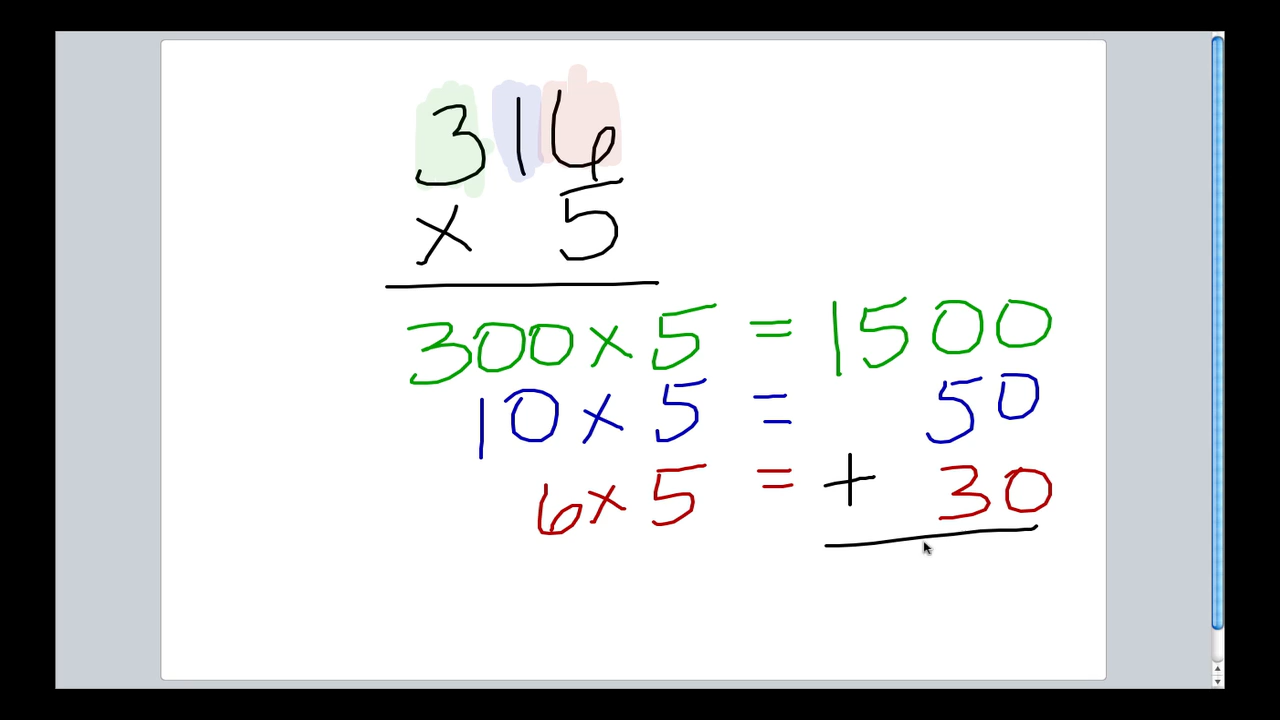 316
x 5
300 x 5 = 1500
10 x 5 = 50
6 x 5 = + 30